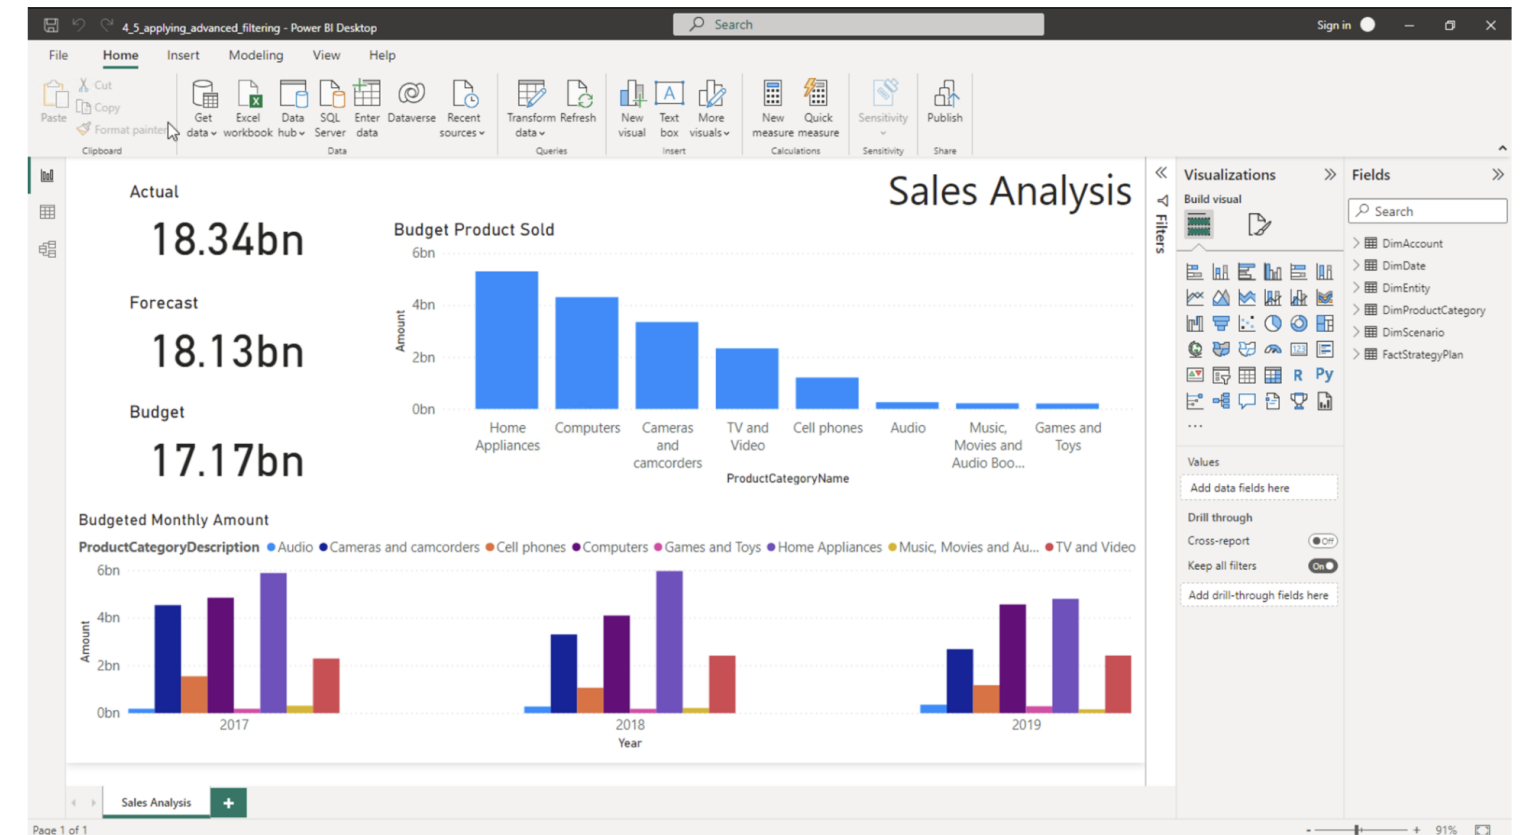 4_5_applying_advanced_filtering - Power BI Desktop
Search
Sign in
File Home Insert Modeling View Help
Paste
Cut
Copy
Format painter
Clipboard
Get data
Excel workbook
Data hub
SQL Server
Enter data
Dataverse
Recent sources
Data
Transform data
Refresh
Queries
New visual
Text box
More visuals
Insert
New measure
Quick measure
Calculations
Sensitivity
Sensitivity
Publish
Share
Actual
18.34bn
Forecast
18.13bn
Budget
17.17bn
Sales Analysis
Budget Product Sold
6bn
4bn
2bn
0bn
Amount
Home Appliances
Computers
Cameras and camcorders
TV and Video
Cell phones
Audio
Music, Movies and Audio Boo...
Games and Toys
ProductCategoryName
Budgeted Monthly Amount
ProductCategoryDescription Audio Cameras and camcorders Cell phones Computers Games and Toys Home Appliances Music, Movies and Au... TV and Video
6bn
4bn
2bn
0bn
Amount
2017 2018 2019
Year
Filters
Visualizations
Build visual
123
R Py
...
Values
Add data fields here
Drill through
Cross-report Off
Keep all filters On
Add drill-through fields here
Fields
Search
DimAccount
DimDate
DimEntity
DimProductCategory
DimScenario
FactStrategyPlan
Sales Analysis +
Page 1 of 1
- + 91%